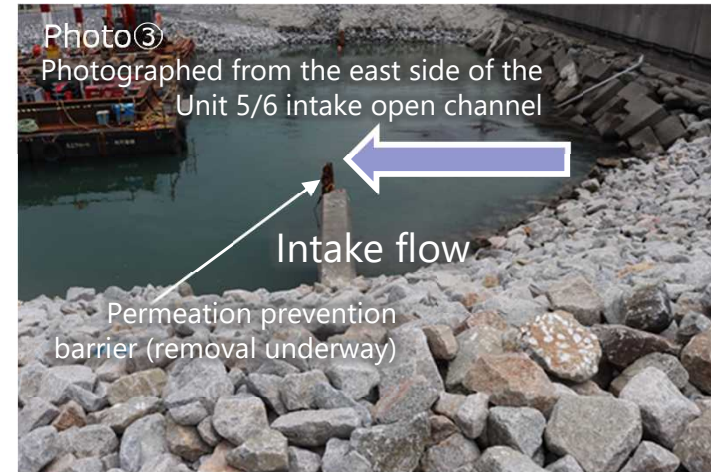 Photo③
Photographed from the east side of the
Unit 5/6 intake open channel
Intake flow
Permeation prevention
barrier (removal underway)